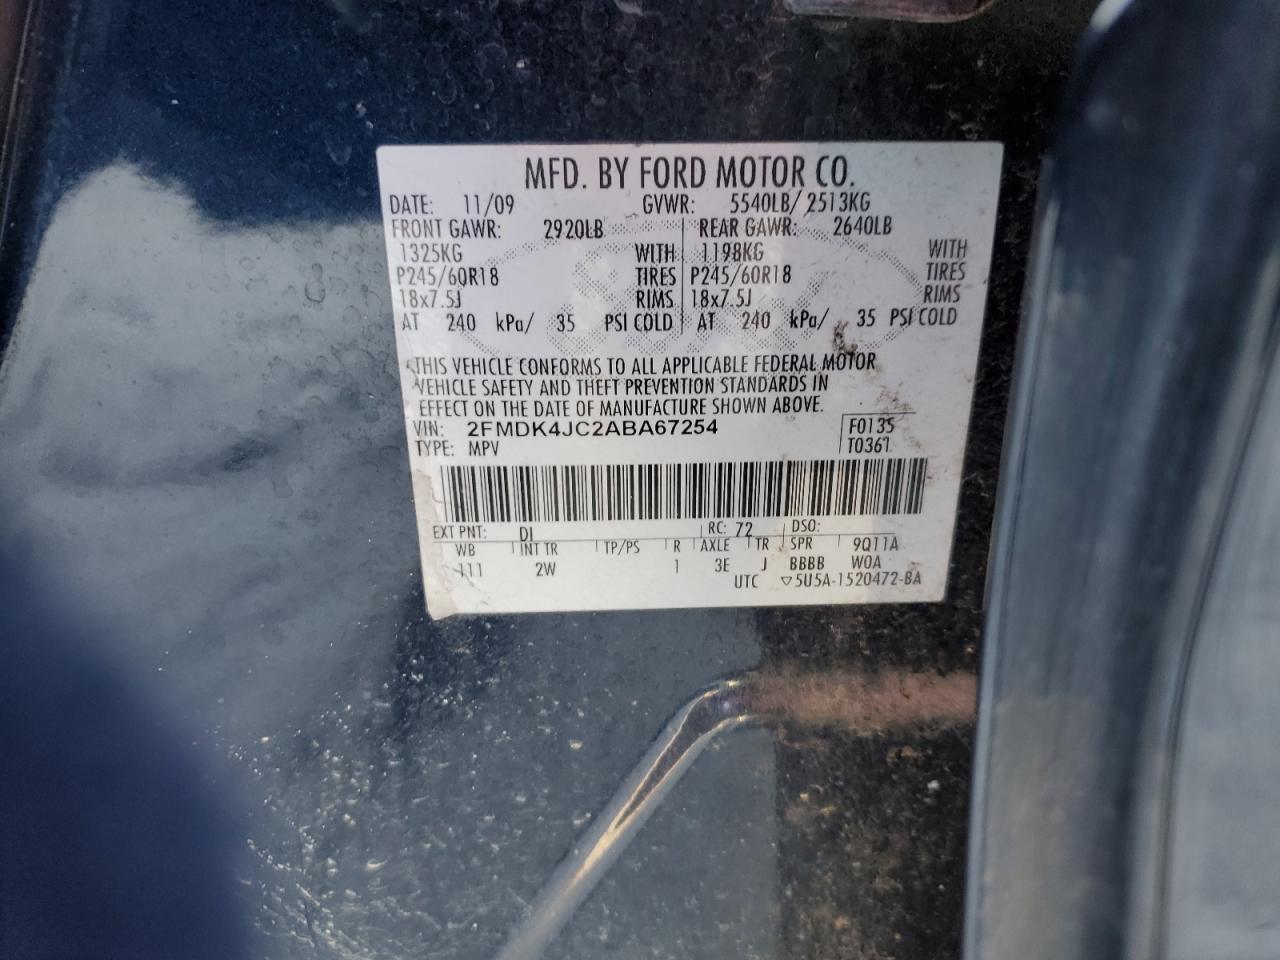 MFD. BY FORD MOTOR CO.
DATE: 11/09 GVWR: 5540LB/ 2513KG
FRONT GAWR: 2920LB REAR GAWR: 2640LB
1325KG WITH 1198KG WITH
P245/60R18 TIRES P245/60R18 TIRES
18x7.5J RIMS 18x7.5J RIMS
AT 240 kPa/ 35 PSI COLD AT 240 kPa/ 35 PSI COLD
THIS VEHICLE CONFORMS TO ALL APPLICABLE FEDERAL MOTOR
VEHICLE SAFETY AND THEFT PREVENTION STANDARDS IN
EFFECT ON THE DATE OF MANUFACTURE SHOWN ABOVE.
VIN: 2FMDK4JC2ABA67254 F0135
TYPE: MPV T0361
EXT PNT: DI RC: 72 DSO:
WB INT TR TP/PS R AXLE TR SPR 9Q11A
111 2W 1 3E J BBBB WOA
UTC ▽5U5A-1520472-BA